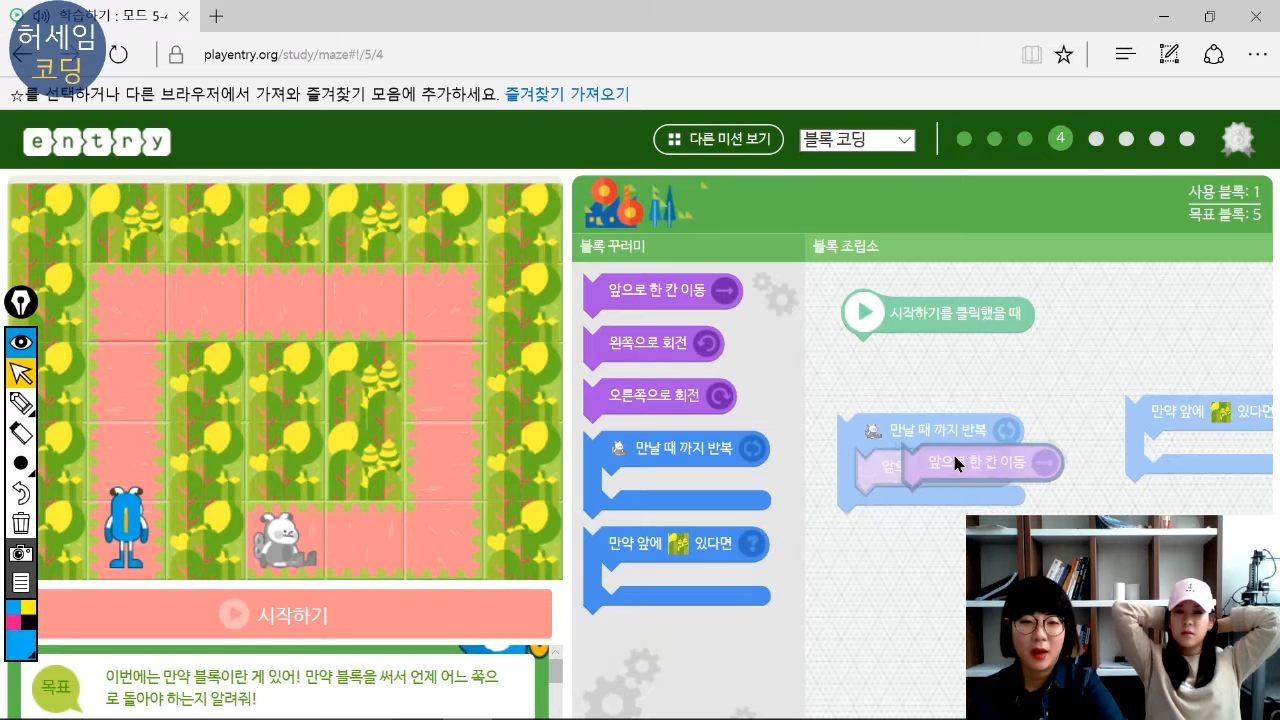 학습하기 : 모드 5-4
허세임
코딩
playentry.org/study/maze#!/5/4
☆를 선택하거나 다른 브라우저에서 가져와 즐겨찾기 모음에 추가하세요. 즐겨찾기 가져오기
entry
다른 미션 보기
블록 코딩
4
사용 블록: 1
목표 블록: 5
블록 꾸러미
블록 조립소
앞으로 한 칸 이동
왼쪽으로 회전
오른쪽으로 회전
만날 때 까지 반복
만약 앞에 있다면
시작하기를 클릭했을 때
만날 때 까지 반복
앞으로 한 칸 이동
만약 앞에 있다면
시작하기
목표
이번에는 만약 블록이란 게 있어! 만약 블록을 써서 언제 어느 쪽으
로 돌아야 하는지 알려줘!